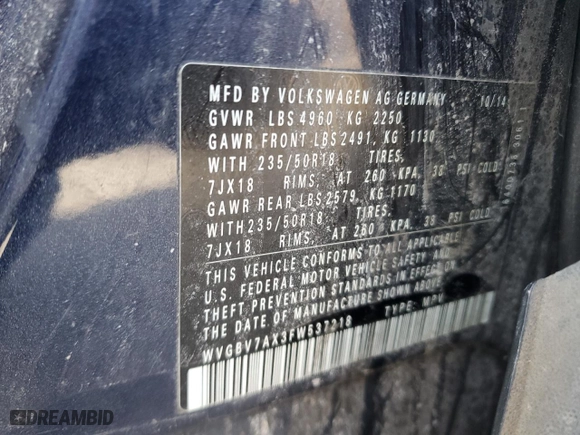 MFD BY VOLKSWAGEN AG GERMANY 10/14
GVWR LBS 4960 KG 2250
GAWR FRONT LBS 2491, KG 1130
WITH 235/50R18 TIRES,
7JX18 RIMS, AT 260 KPA, 38 PSI COLD
GAWR REAR LBS 2579, KG 1170
WITH 235/50R18 TIRES,
7JX18 RIMS, AT 260 KPA, 38 PSI COLD
THIS VEHICLE CONFORMS TO ALL APPLICABLE
U.S. FEDERAL MOTOR VEHICLE SAFETY AND
THEFT PREVENTION STANDARDS IN EFFECT ON
THE DATE OF MANUFACTURE SHOWN ABOVE
WVGBV7AX3FW537218 TYPE: MPV
DREAMBID